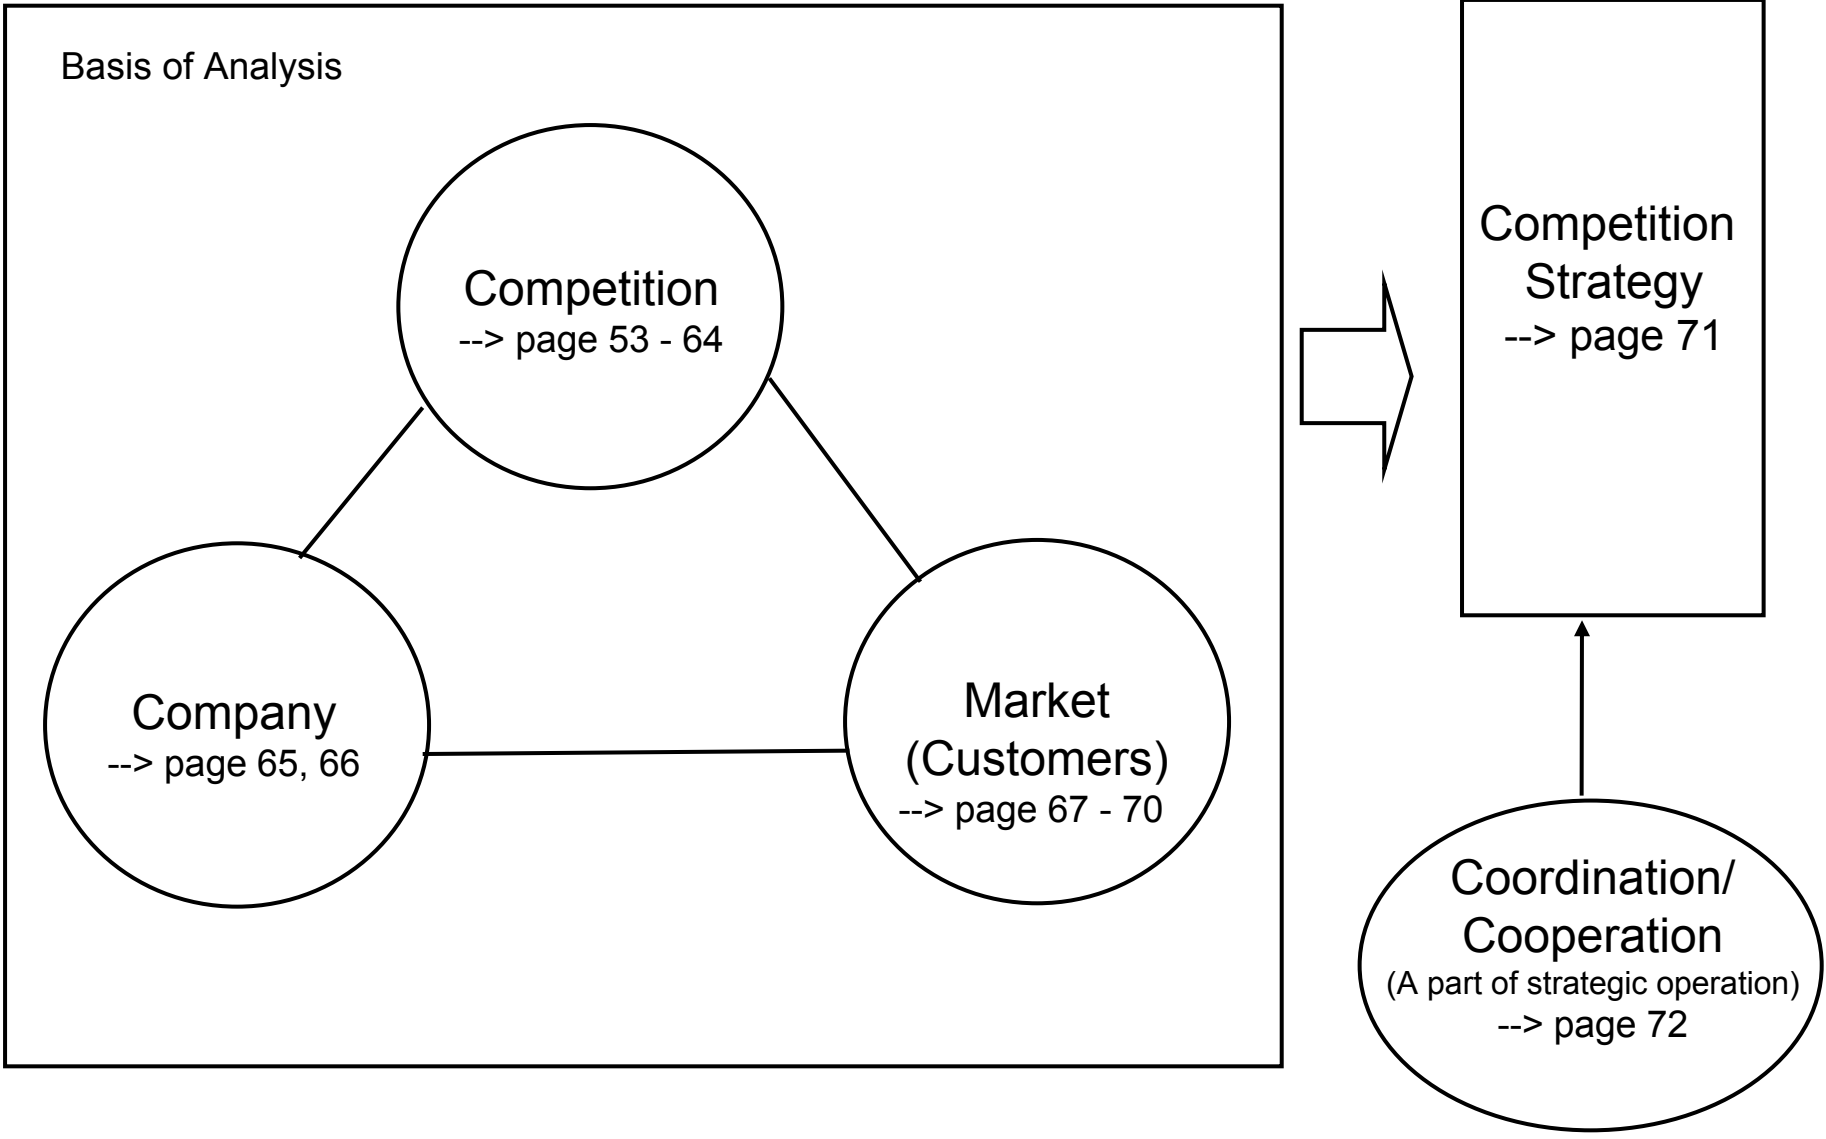 Basis of Analysis
Competition
--> page 53 - 64
Company
--> page 65, 66
Market
(Customers)
--> page 67 - 70
Competition
Strategy
--> page 71
Coordination/
Cooperation
(A part of strategic operation)
--> page 72